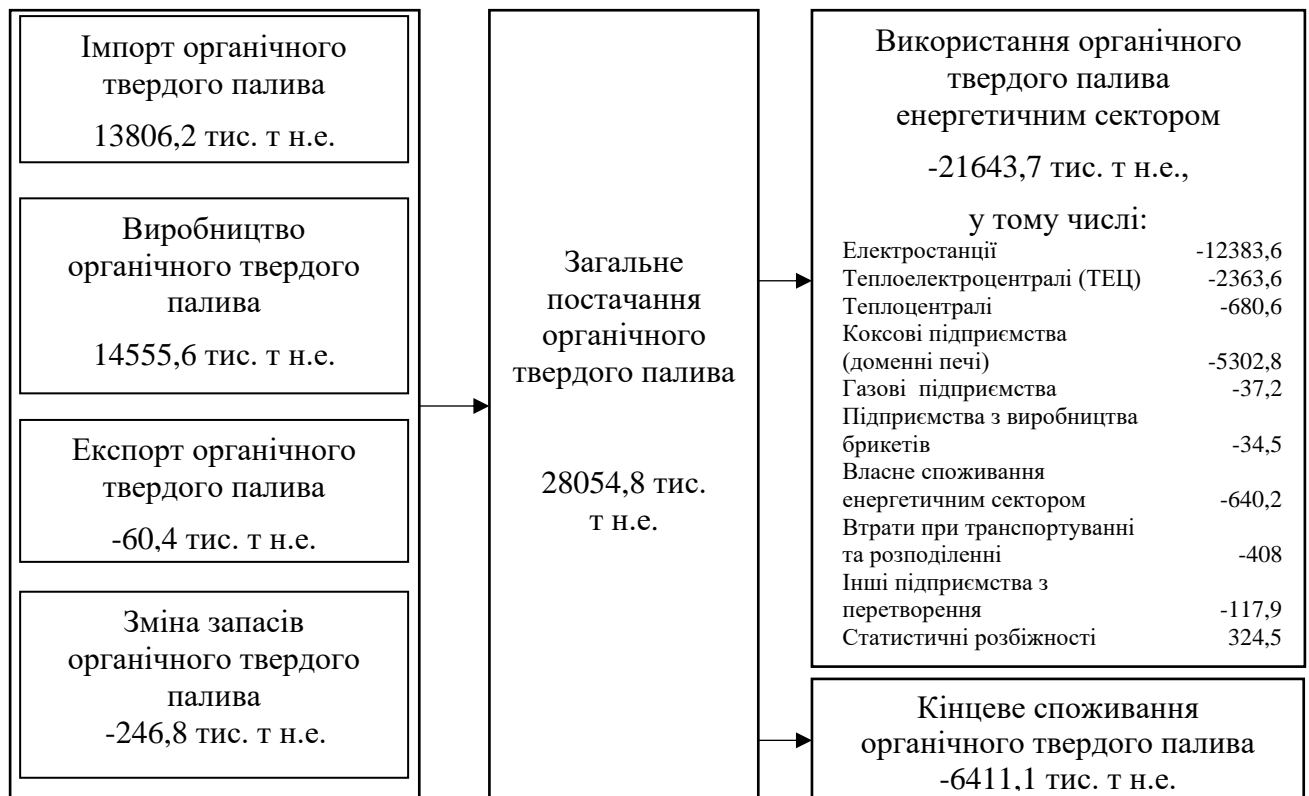 Імпорт органічного
твердого палива
13806,2 тис. т н.е.
Виробництво
органічного твердого
палива
14555,6 тис. т н.е.
Експорт органічного
твердого палива
-60,4 тис. т н.е.
Зміна запасів
органічного твердого
палива
-246,8 тис. т н.е.
Загальне
постачання
органічного
твердого палива
28054,8 тис.
т н.е.
Використання органічного
твердого палива
енергетичним сектором
-21643,7 тис. т н.е.,
у тому числі:
Електростанції -12383,6
Теплоелектроцентралі (ТЕЦ) -2363,6
Теплоцентралі -680,6
Коксові підприємства
(доменні печі) -5302,8
Газові підприємства -37,2
Підприємства з виробництва
брикетів -34,5
Власне споживання
енергетичним сектором -640,2
Втрати при транспортуванні
та розподіленні -408
Інші підприємства з
перетворення -117,9
Статистичні розбіжності 324,5
Кінцеве споживання
органічного твердого палива
-6411,1 тис. т н.е.